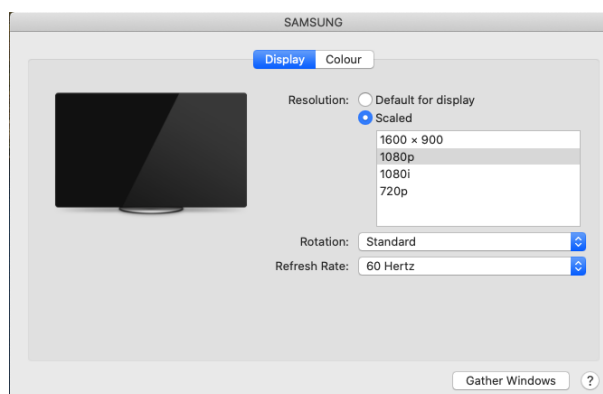 SAMSUNG
Display Colour
Resolution: Default for display
Scaled
1600 × 900
1080p
1080i
720p
Rotation: Standard
Refresh Rate: 60 Hertz
Gather Windows ?